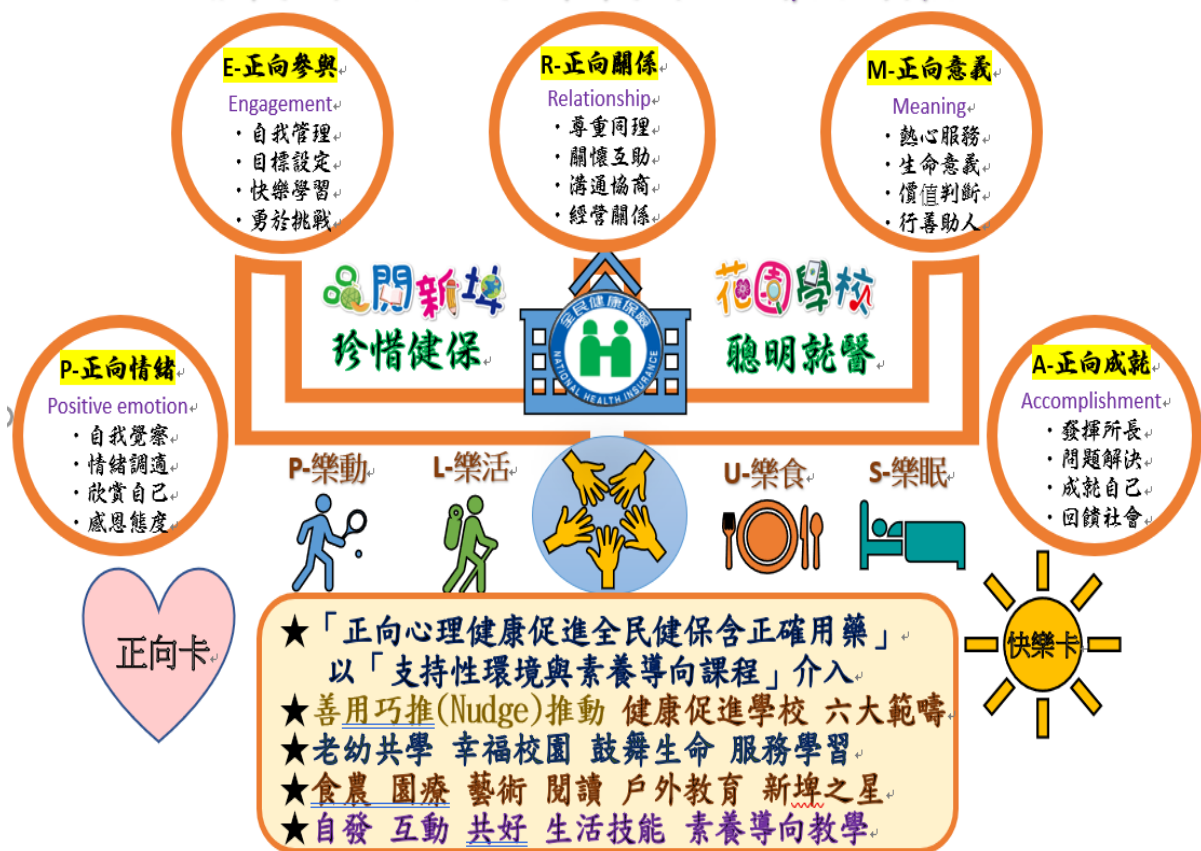 E-正向參與
Engagement
・自我管理
・目標設定
・快樂學習
・勇於挑戰
R-正向關係
Relationship
・尊重同理
・關懷互助
・溝通協商
・經營關係
M-正向意義
Meaning
・熱心服務
・生命意義
・價值判斷
・行善助人
品閱新埤
珍惜健保
全民健康保險
NATIONAL HEALTH INSURANCE
花園學校
聰明就醫
P-正向情緒
Positive emotion
・自我覺察
・情緒調適
・欣賞自己
・感恩態度
A-正向成就
Accomplishment
・發揮所長
・問題解決
・成就自己
・回饋社會
P-樂動
L-樂活
U-樂食
S-樂眠
正向卡
快樂卡
★「正向心理健康促進全民健保含正確用藥」
以「支持性環境與素養導向課程」介入
★善用巧推(Nudge)推動 健康促進學校 六大範疇
★老幼共學 幸福校園 鼓舞生命 服務學習
★食農 園療 藝術 閱讀 戶外教育 新埤之星
★自發 互動 共好 生活技能 素養導向教學